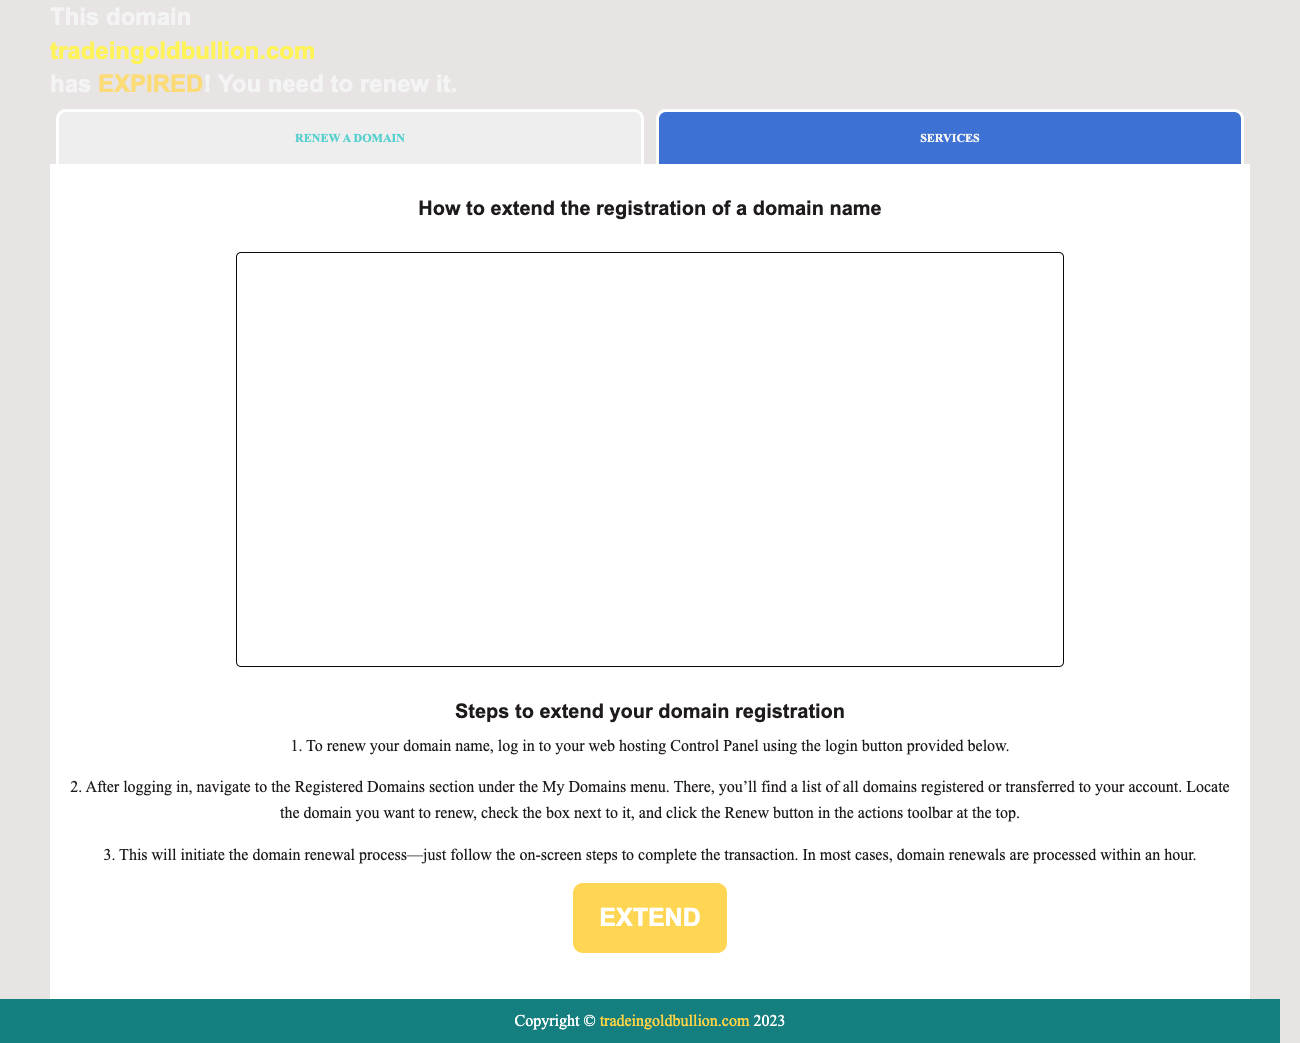 This domain
tradeingoldbullion.com
has EXPIRED! You need to renew it.
RENEW A DOMAIN
SERVICES
How to extend the registration of a domain name
Steps to extend your domain registration
1. To renew your domain name, log in to your web hosting Control Panel using the login button provided below.
2. After logging in, navigate to the Registered Domains section under the My Domains menu. There, you’ll find a list of all domains registered or transferred to your account. Locate
the domain you want to renew, check the box next to it, and click the Renew button in the actions toolbar at the top.
3. This will initiate the domain renewal process—just follow the on-screen steps to complete the transaction. In most cases, domain renewals are processed within an hour.
EXTEND
Copyright © tradeingoldbullion.com 2023